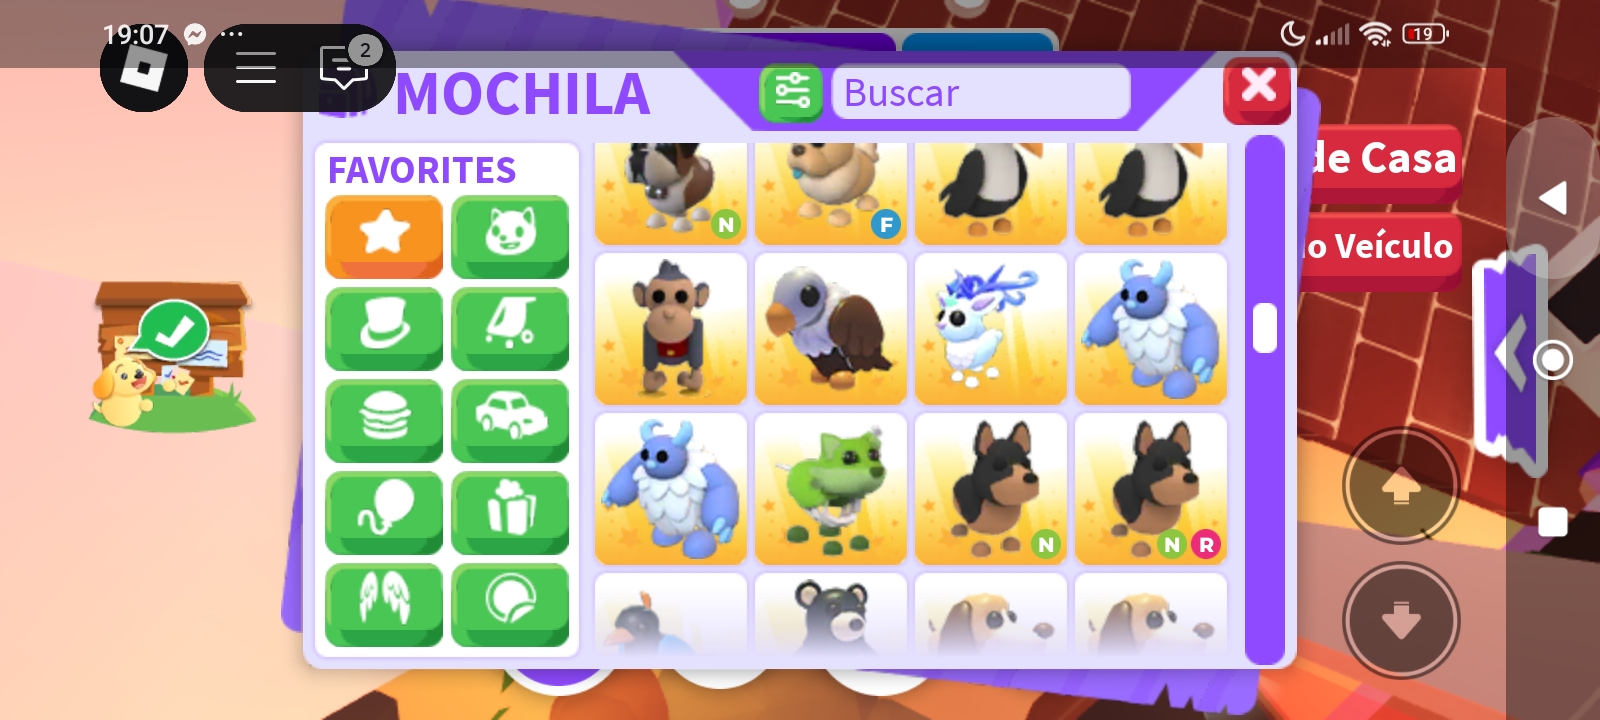 19:07
2
19
MOCHILA
Buscar
FAVORITES
de Casa
o Veículo
N
F
N
N R